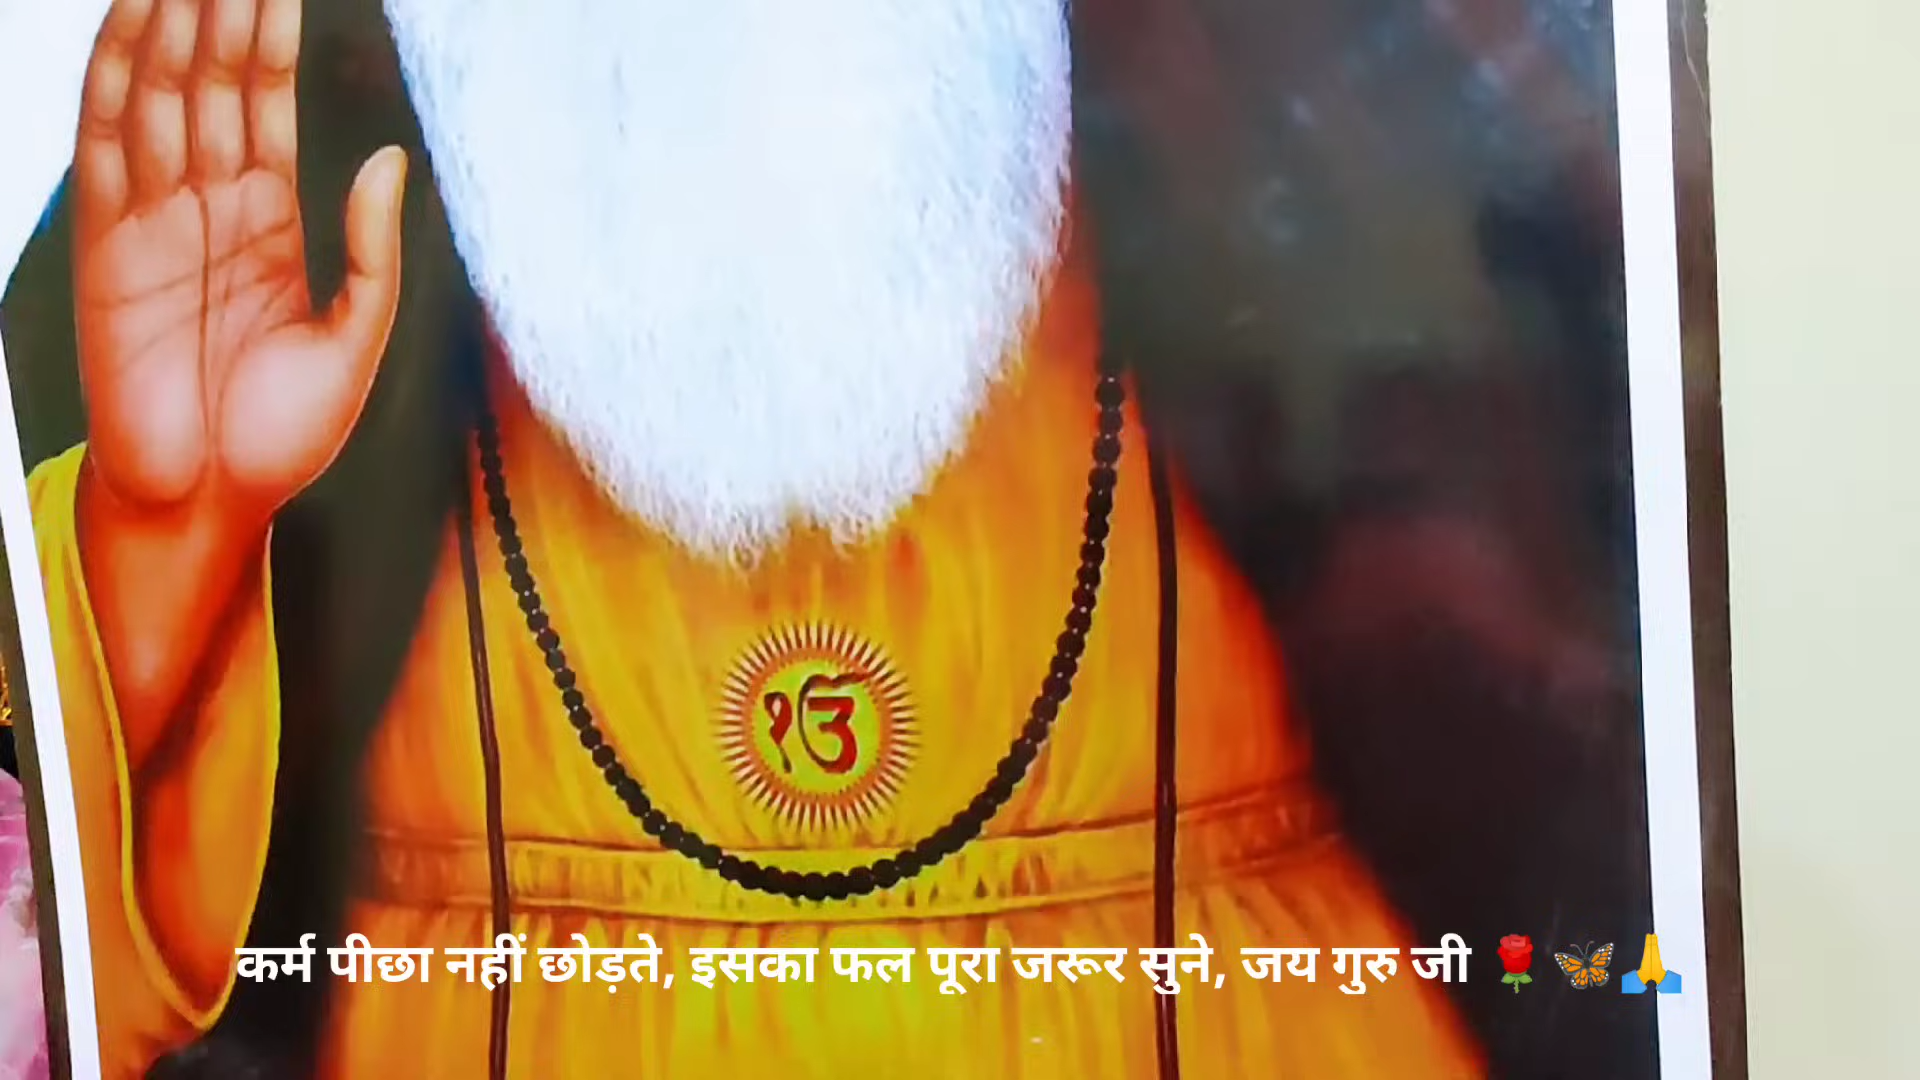 ੴ
कर्म पीछा नहीं छोड़ते, इसका फल पूरा जरूर सुने, जय गुरु जी 🌹 🦋🙏